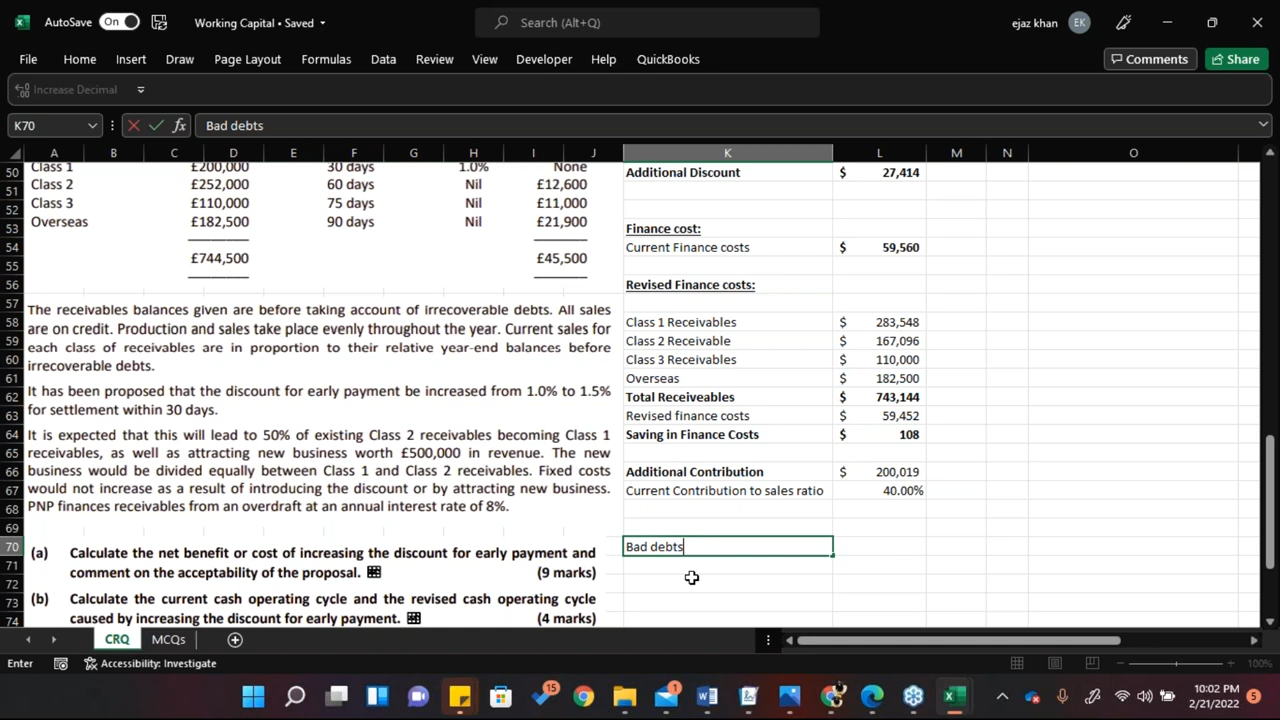 AutoSave On Working Capital • Saved Search (Alt+Q) ejaz khan EK
File Home Insert Draw Page Layout Formulas Data Review View Developer Help QuickBooks Comments Share
Increase Decimal
K70 fx Bad debts
A B C D E F G H I J K L M N O
50 Class 1 £200,000 30 days 1.0% None Additional Discount $ 27,414
51 Class 2 £252,000 60 days Nil £12,600
52 Class 3 £110,000 75 days Nil £11,000
53 Overseas £182,500 90 days Nil £21,900 Finance cost:
54 Current Finance costs $ 59,560
55 £744,500 £45,500
56 Revised Finance costs:
57 The receivables balances given are before taking account of irrecoverable debts. All sales
58 are on credit. Production and sales take place evenly throughout the year. Current sales for Class 1 Receivables $ 283,548
59 each class of receivables are in proportion to their relative year-end balances before Class 2 Receivable $ 167,096
60 irrecoverable debts. Class 3 Receivables $ 110,000
61 It has been proposed that the discount for early payment be increased from 1.0% to 1.5% Overseas $ 182,500
62 for settlement within 30 days. Total Receiveables $ 743,144
63 Revised finance costs $ 59,452
64 It is expected that this will lead to 50% of existing Class 2 receivables becoming Class 1 Saving in Finance Costs $ 108
65 receivables, as well as attracting new business worth £500,000 in revenue. The new
66 business would be divided equally between Class 1 and Class 2 receivables. Fixed costs Additional Contribution $ 200,019
67 would not increase as a result of introducing the discount or by attracting new business. Current Contribution to sales ratio 40.00%
68 PNP finances receivables from an overdraft at an annual interest rate of 8%.
69
70 (a) Calculate the net benefit or cost of increasing the discount for early payment and Bad debts
71 comment on the acceptability of the proposal. (9 marks)
72
73 (b) Calculate the current cash operating cycle and the revised cash operating cycle
74 caused by increasing the discount for early payment. (4 marks)
CRQ MCQs
Enter Accessibility: Investigate 100%
15 1 10:02 PM
2/21/2022 5